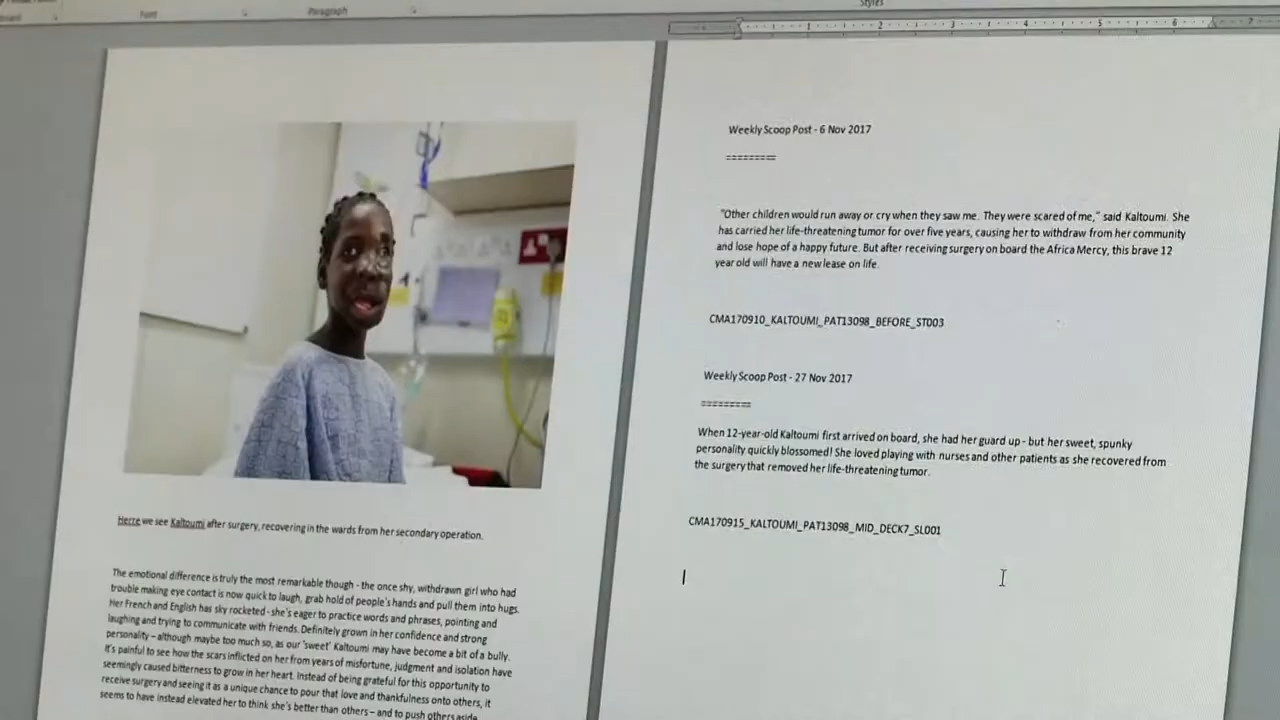 Font
Paragraph
Styles
Herre we see Kaltoumi after surgery, recovering in the wards from her secondary operation.
The emotional difference is truly the most remarkable though - the once shy, withdrawn girl who had
trouble making eye contact is now quick to laugh, grab hold of people's hands and pull them into hugs.
Her French and English has sky rocketed - she's eager to practice words and phrases, pointing and
laughing and trying to communicate with friends. Definitely grown in her confidence and strong
personality – although maybe too much so, as our 'sweet' Kaltoumi may have become a bit of a bully.
It's painful to see how the scars inflicted on her from years of misfortune, judgment and isolation have
seemingly caused bitterness to grow in her heart. Instead of being grateful for this opportunity to
receive surgery and seeing it as a unique chance to pour that love and thankfulness onto others, it
seems to have instead elevated her to think she's better than others – and to push others aside
Weekly Scoop Post - 6 Nov 2017
=========
"Other children would run away or cry when they saw me. They were scared of me," said Kaltoumi. She
has carried her life-threatening tumor for over five years, causing her to withdraw from her community
and lose hope of a happy future. But after receiving surgery on board the Africa Mercy, this brave 12
year old will have a new lease on life.
CMA170910_KALTOUMI_PAT13098_BEFORE_ST003
Weekly Scoop Post - 27 Nov 2017
=========
When 12-year-old Kaltoumi first arrived on board, she had her guard up - but her sweet, spunky
personality quickly blossomed! She loved playing with nurses and other patients as she recovered from
the surgery that removed her life-threatening tumor.
CMA170915_KALTOUMI_PAT13098_MID_DECK7_SL001